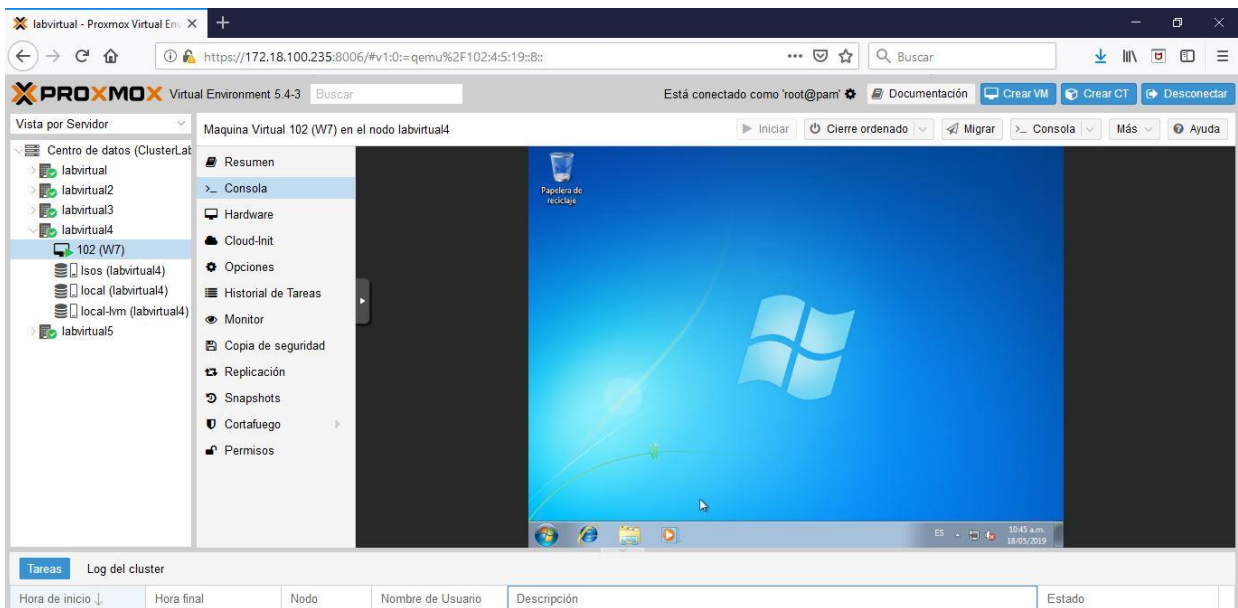 labvirtual - Proxmox Virtual En
https://172.18.100.235:8006/#v1:0:=qemu%2F102:4:5:19::8::
Buscar
PROXMOX Virtual Environment 5.4-3 Buscar
Está conectado como 'root@pam' Documentación Crear VM Crear CT Desconectar
Vista por Servidor
Maquina Virtual 102 (W7) en el nodo labvirtual4
Iniciar Cierre ordenado Migrar >_ Consola Más Ayuda
Centro de datos (ClusterLab
labvirtual
labvirtual2
labvirtual3
labvirtual4
102 (W7)
Isos (labvirtual4)
local (labvirtual4)
local-lvm (labvirtual4)
labvirtual5
Resumen
>_ Consola
Hardware
Cloud-Init
Opciones
Historial de Tareas
Monitor
Copia de seguridad
Replicación
Snapshots
Cortafuego
Permisos
Papelera de
reciclaje
ES
10:45 a.m.
18/05/2019
Tareas Log del cluster
Hora de inicio ↓ Hora final Nodo Nombre de Usuario Descripción Estado